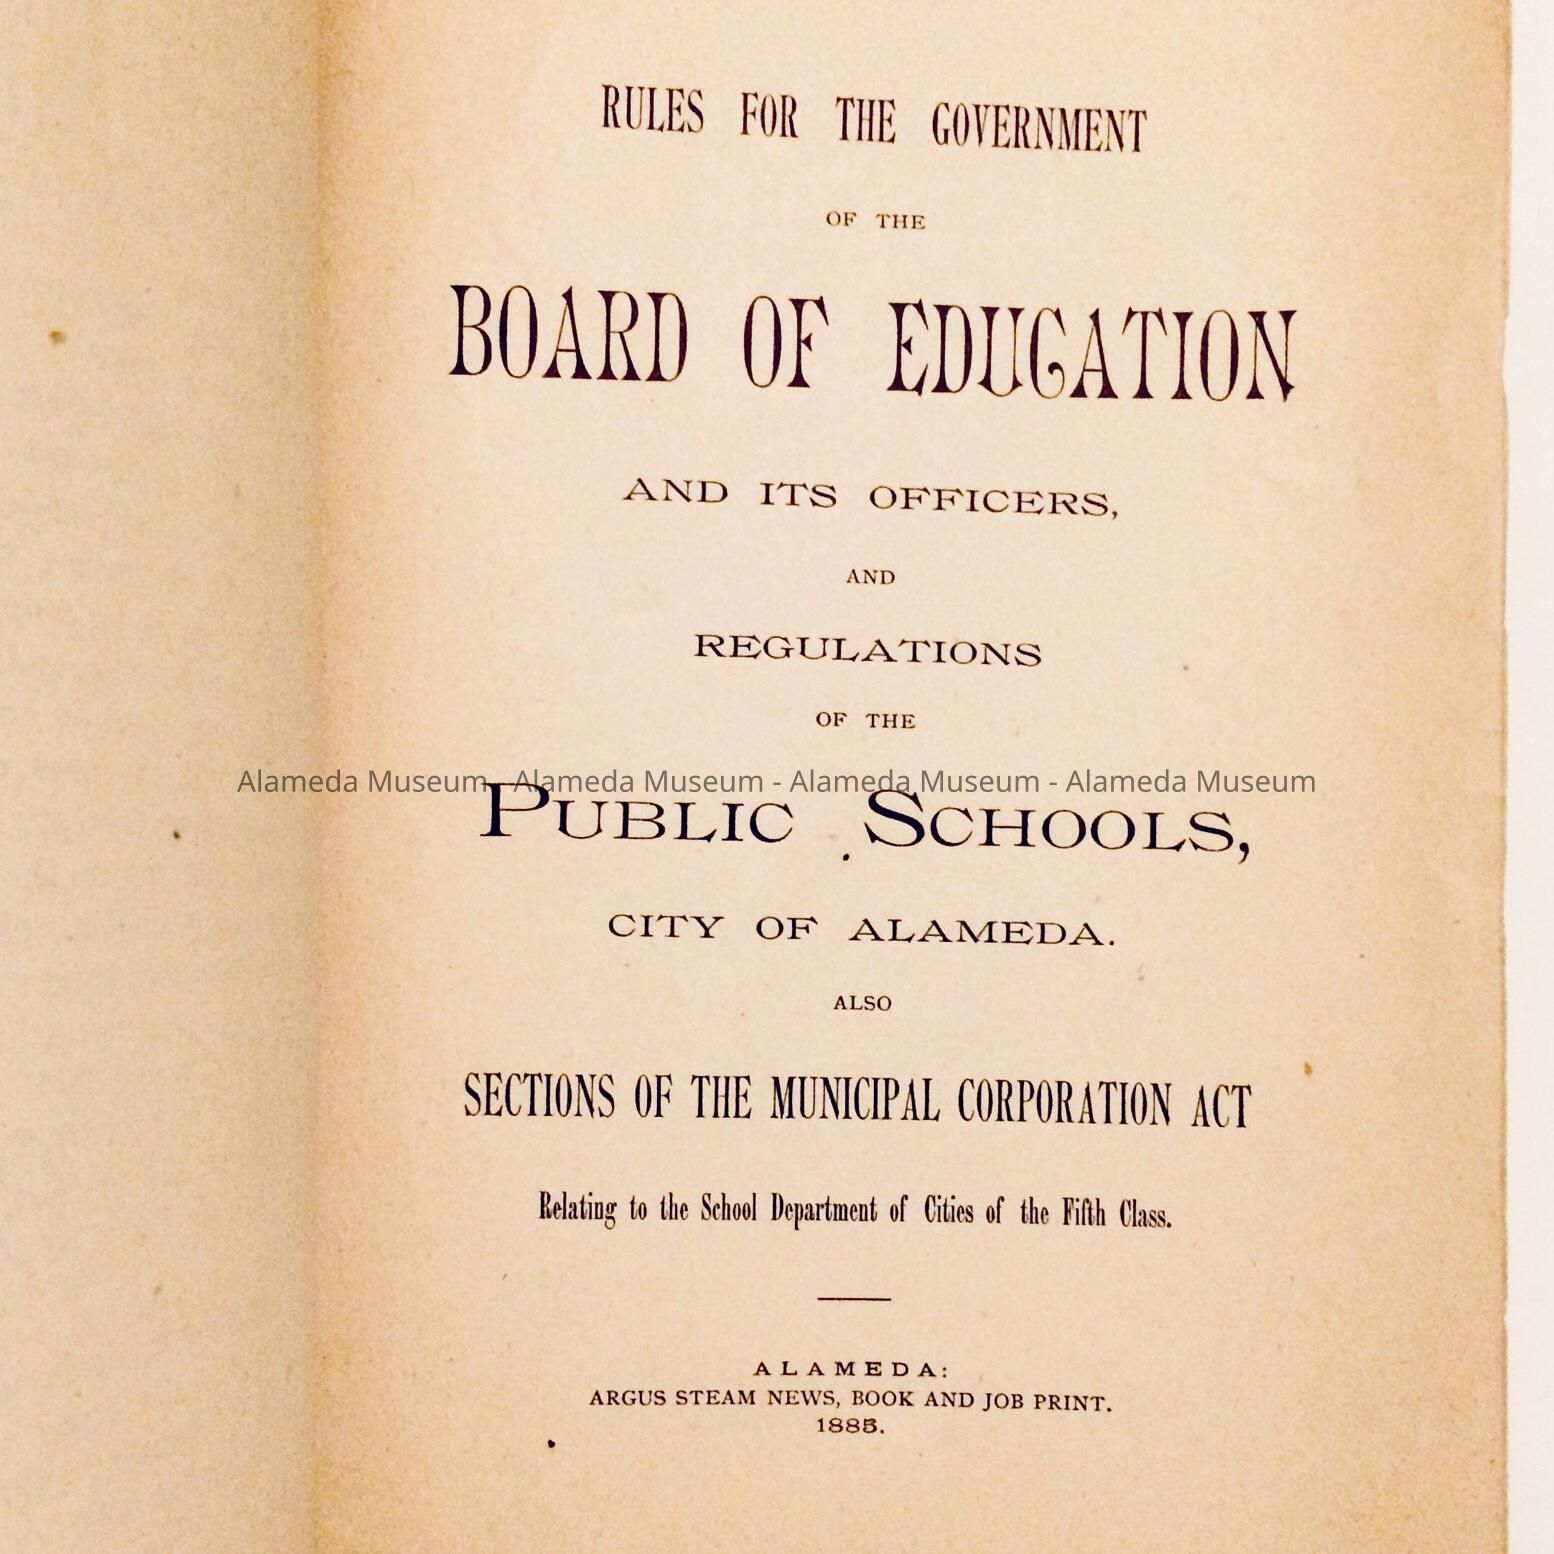 RULES FOR THE GOVERNMENT
OF THE
BOARD OF EDUCATION
AND ITS OFFICERS,
AND
REGULATIONS
OF THE
Alameda Museum - Alameda Museum - Alameda Museum - Alameda Museum
PUBLIC SCHOOLS,
CITY OF ALAMEDA.
ALSO
SECTIONS OF THE MUNICIPAL CORPORATION ACT
Relating to the School Department of Cities of the Fifth Class.
ALAMEDA:
ARGUS STEAM NEWS, BOOK AND JOB PRINT.
1885.